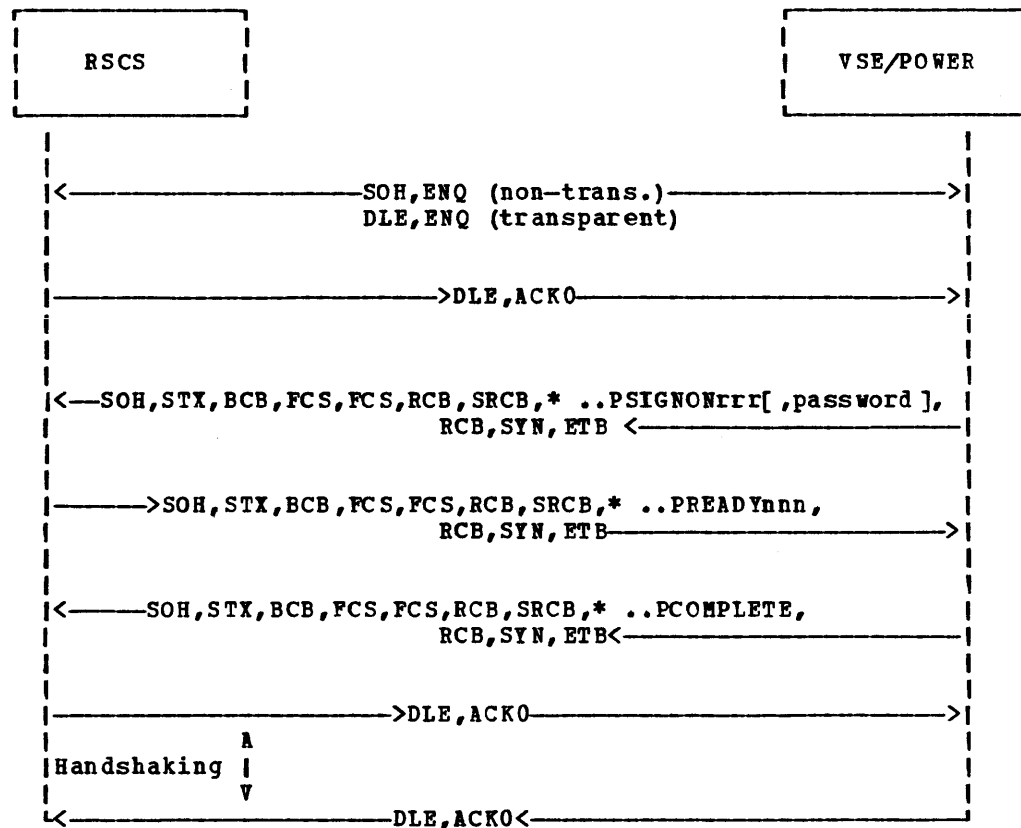 RSCS VSE/POWER
SOH,ENQ (non-trans.)
DLE,ENQ (transparent)
DLE,ACK0
SOH,STX,BCB,FCS,FCS,RCB,SRCB,* ..PSIGNONrrr[,password],
RCB,SYN,ETB
SOH,STX,BCB,FCS,FCS,RCB,SRCB,* ..PREADYnnn,
RCB,SYN,ETB
SOH,STX,BCB,FCS,FCS,RCB,SRCB,* ..PCOMPLETE,
RCB,SYN,ETB
DLE,ACK0
Handshaking
DLE,ACK0